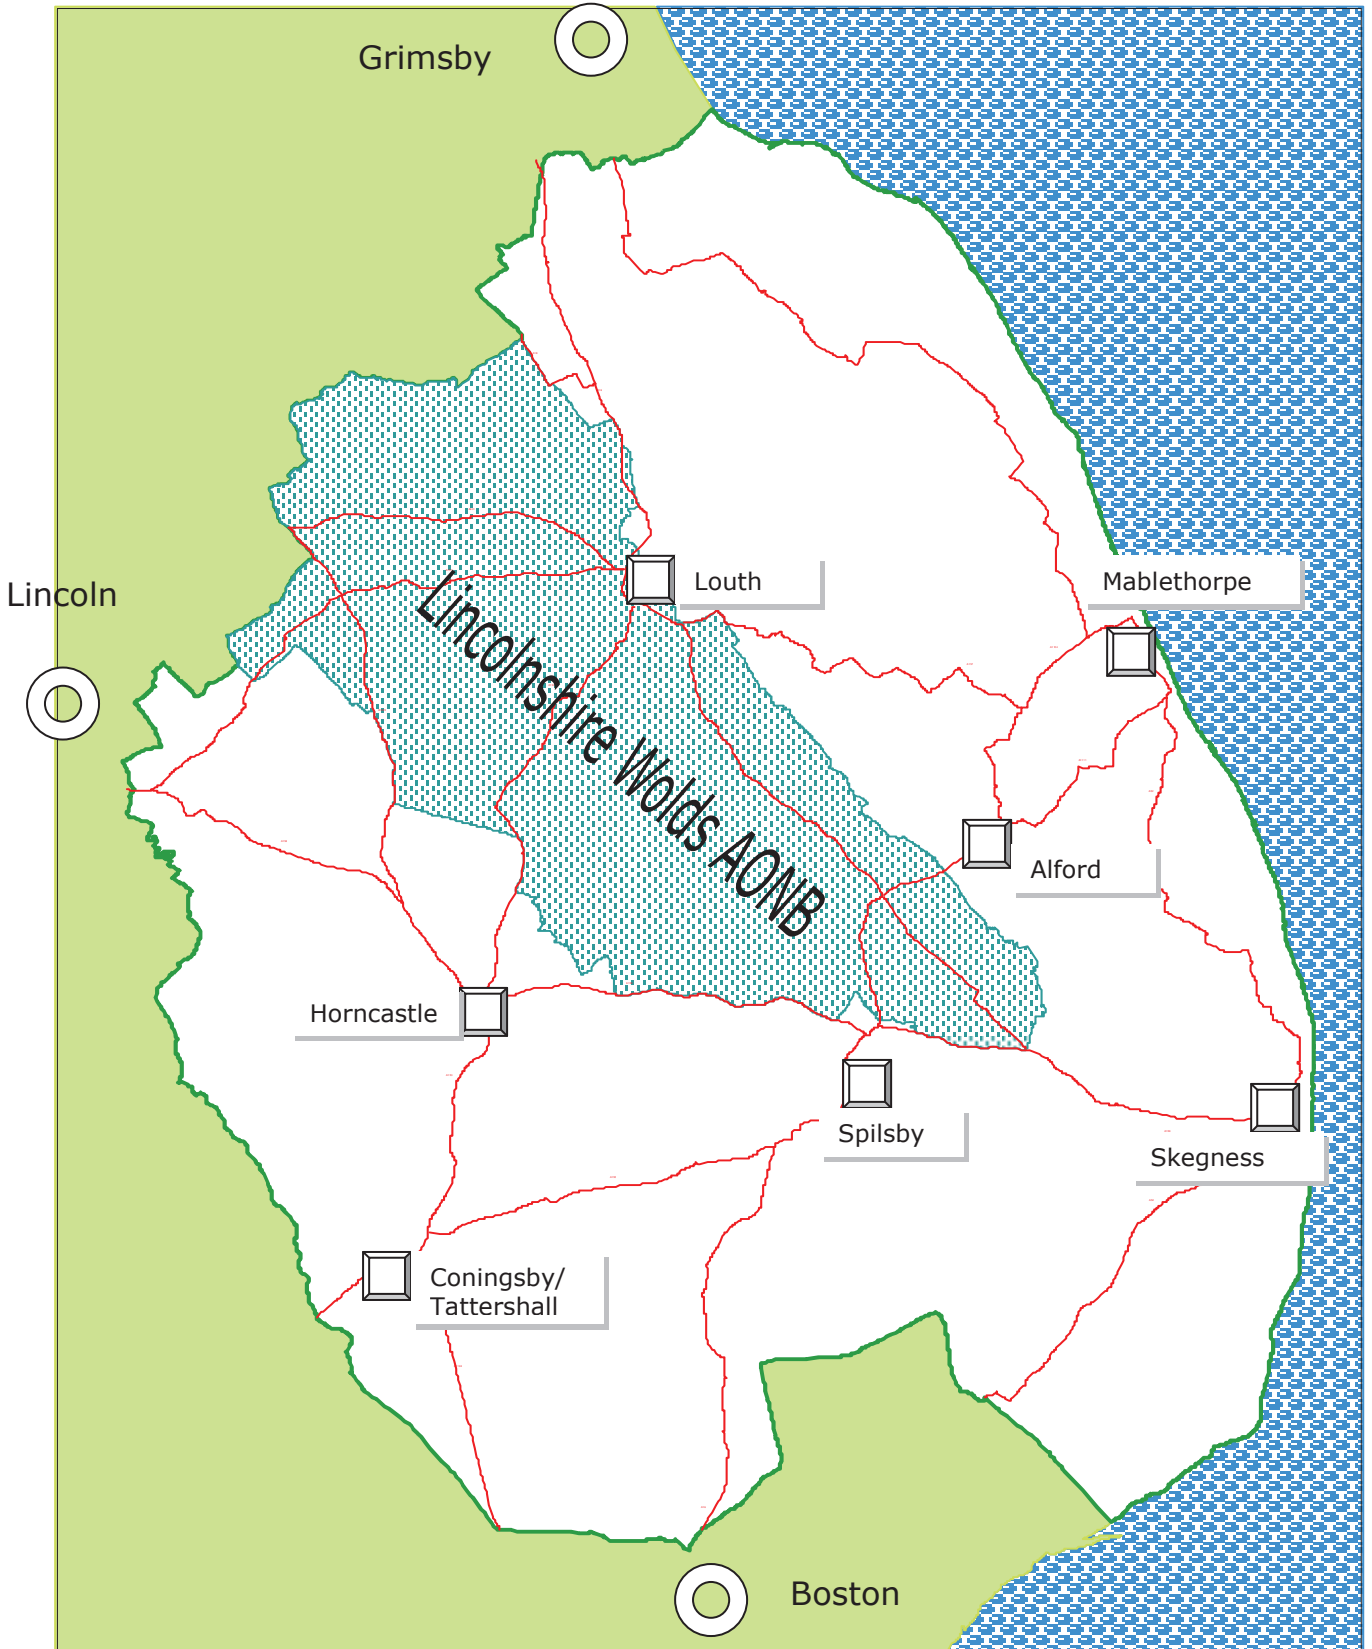 Grimsby
Louth
Mablethorpe
Lincoln
Lincolnshire Wolds AONB
Alford
Horncastle
Spilsby
Skegness
Coningsby/
Tattershall
Boston